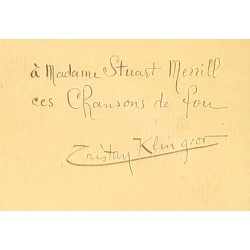 à Madame Stuart Merrill
ces Chansons de fou
Tristan Klingsor